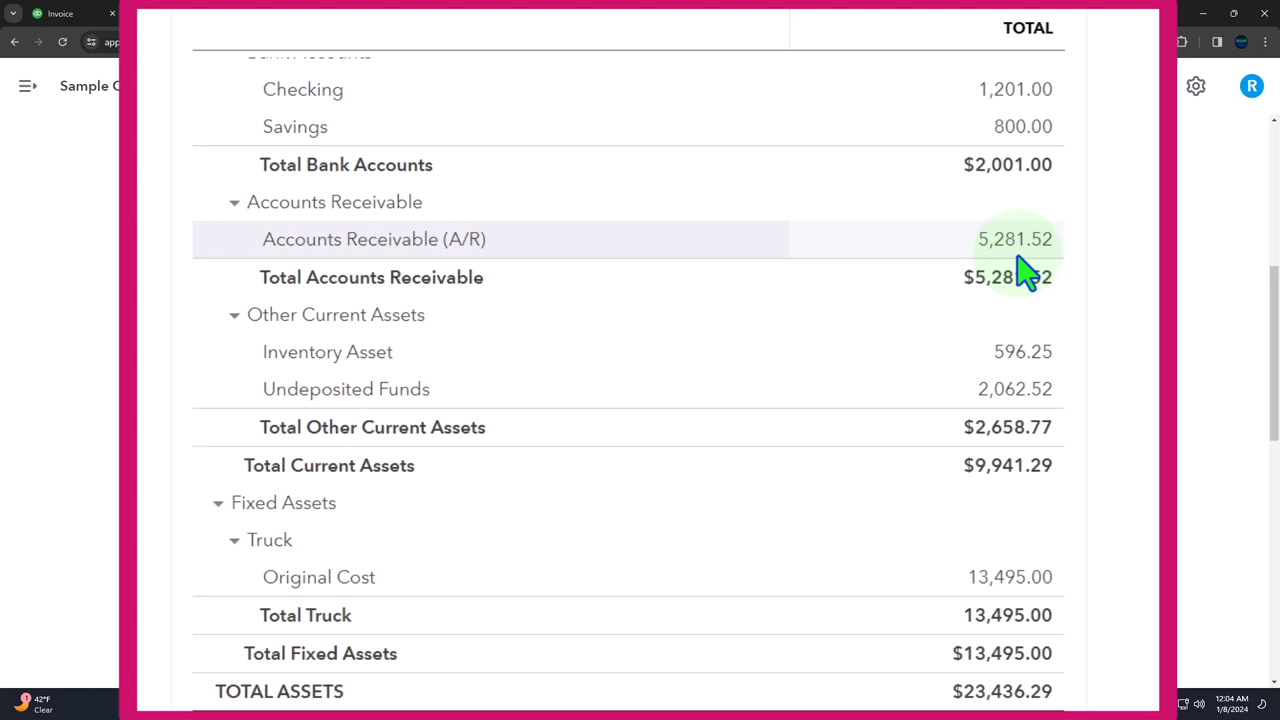 Invoice
app
Sample C
R
TOTAL
Bank Accounts
Checking 1,201.00
Savings 800.00
Total Bank Accounts $2,001.00
Accounts Receivable
Accounts Receivable (A/R) 5,281.52
Total Accounts Receivable
Other Current Assets
Inventory Asset 596.25
Undeposited Funds 2,062.52
Total Other Current Assets $2,658.77
Total Current Assets $9,941.29
Fixed Assets
Truck
Original Cost 13,495.00
Total Truck 13,495.00
Total Fixed Assets $13,495.00
TOTAL ASSETS $23,436.29
1
42°F
Clear
12:04 AM
1/8/2024